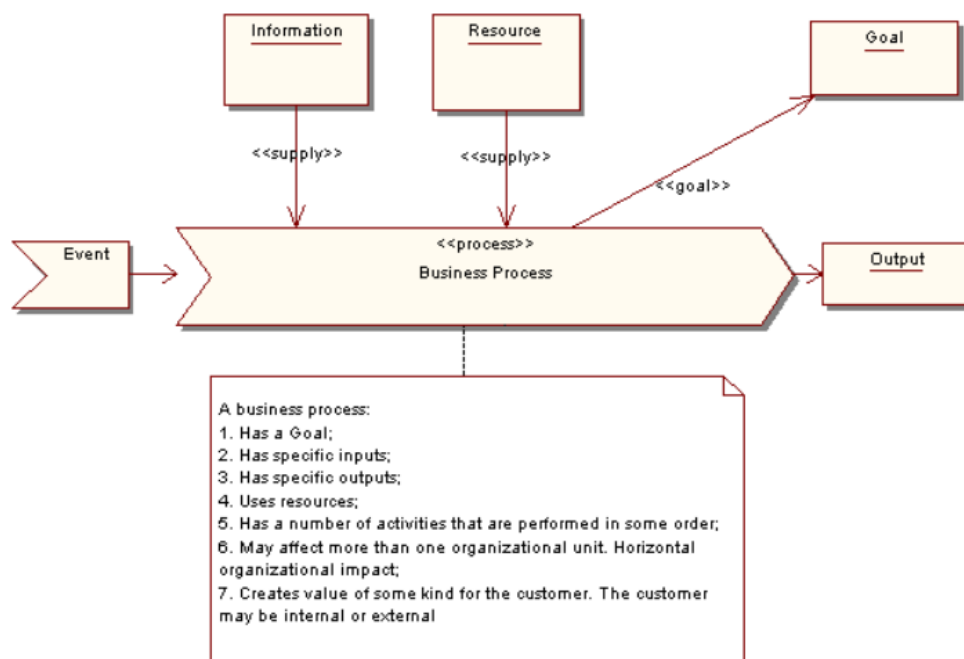 Information
Resource
Goal
<<supply>>
<<supply>>
<<goal>>
Event
<<process>>
Business Process
Output
A business process:
1. Has a Goal;
2. Has specific inputs;
3. Has specific outputs;
4. Uses resources;
5. Has a number of activities that are performed in some order;
6. May affect more than one organizational unit. Horizontal
organizational impact;
7. Creates value of some kind for the customer. The customer
may be internal or external